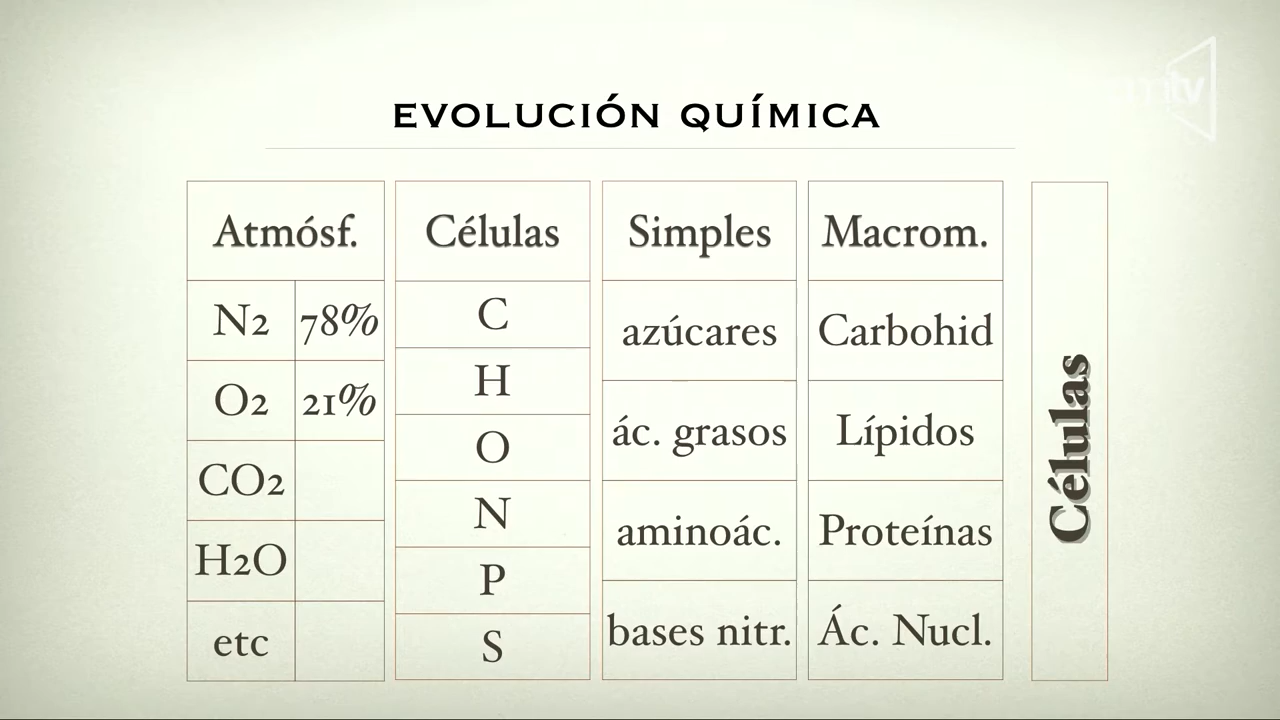 EVOLUCIÓN QUÍMICA
Atmósf.
N2 78%
O2 21%
CO2
H2O
etc
Células
C
H
O
N
P
S
Simples
azúcares
ác. grasos
aminoác.
bases nitr.
Macrom.
Carbohid
Lípidos
Proteínas
Ác. Nucl.
Células